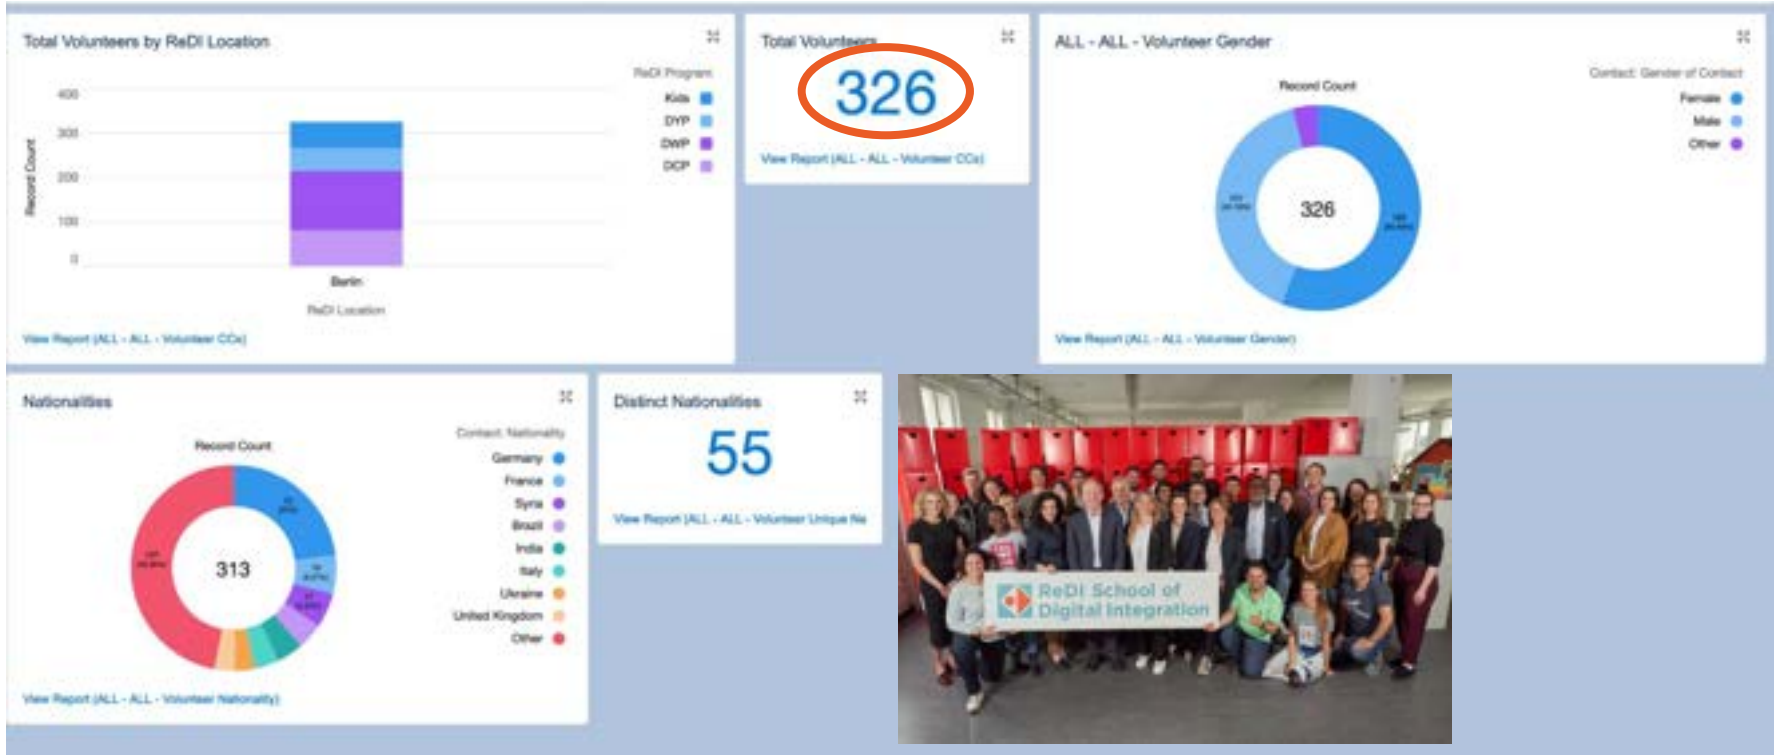 Total Volunteers by ReDI Location
ReDI Program
Kids
DYP
DWP
DCP
400
300
200
100
0
Record Count
Berlin
ReDI Location
View Report (ALL - ALL - Volunteer CCs)
Total Volunteers
326
View Report (ALL - ALL - Volunteer CCs)
ALL - ALL - Volunteer Gender
Record Count
Contact: Gender of Contact
Female
Male
Other
326
View Report (ALL - ALL - Volunteer Gender)
Nationalities
Record Count
Contact: Nationality
Germany
France
Syria
Brazil
India
Italy
Ukraine
United Kingdom
Other
313
View Report (ALL - ALL - Volunteer Nationality)
Distinct Nationalities
55
View Report (ALL - ALL - Volunteer Unique Na
ReDI School of
Digital Integration